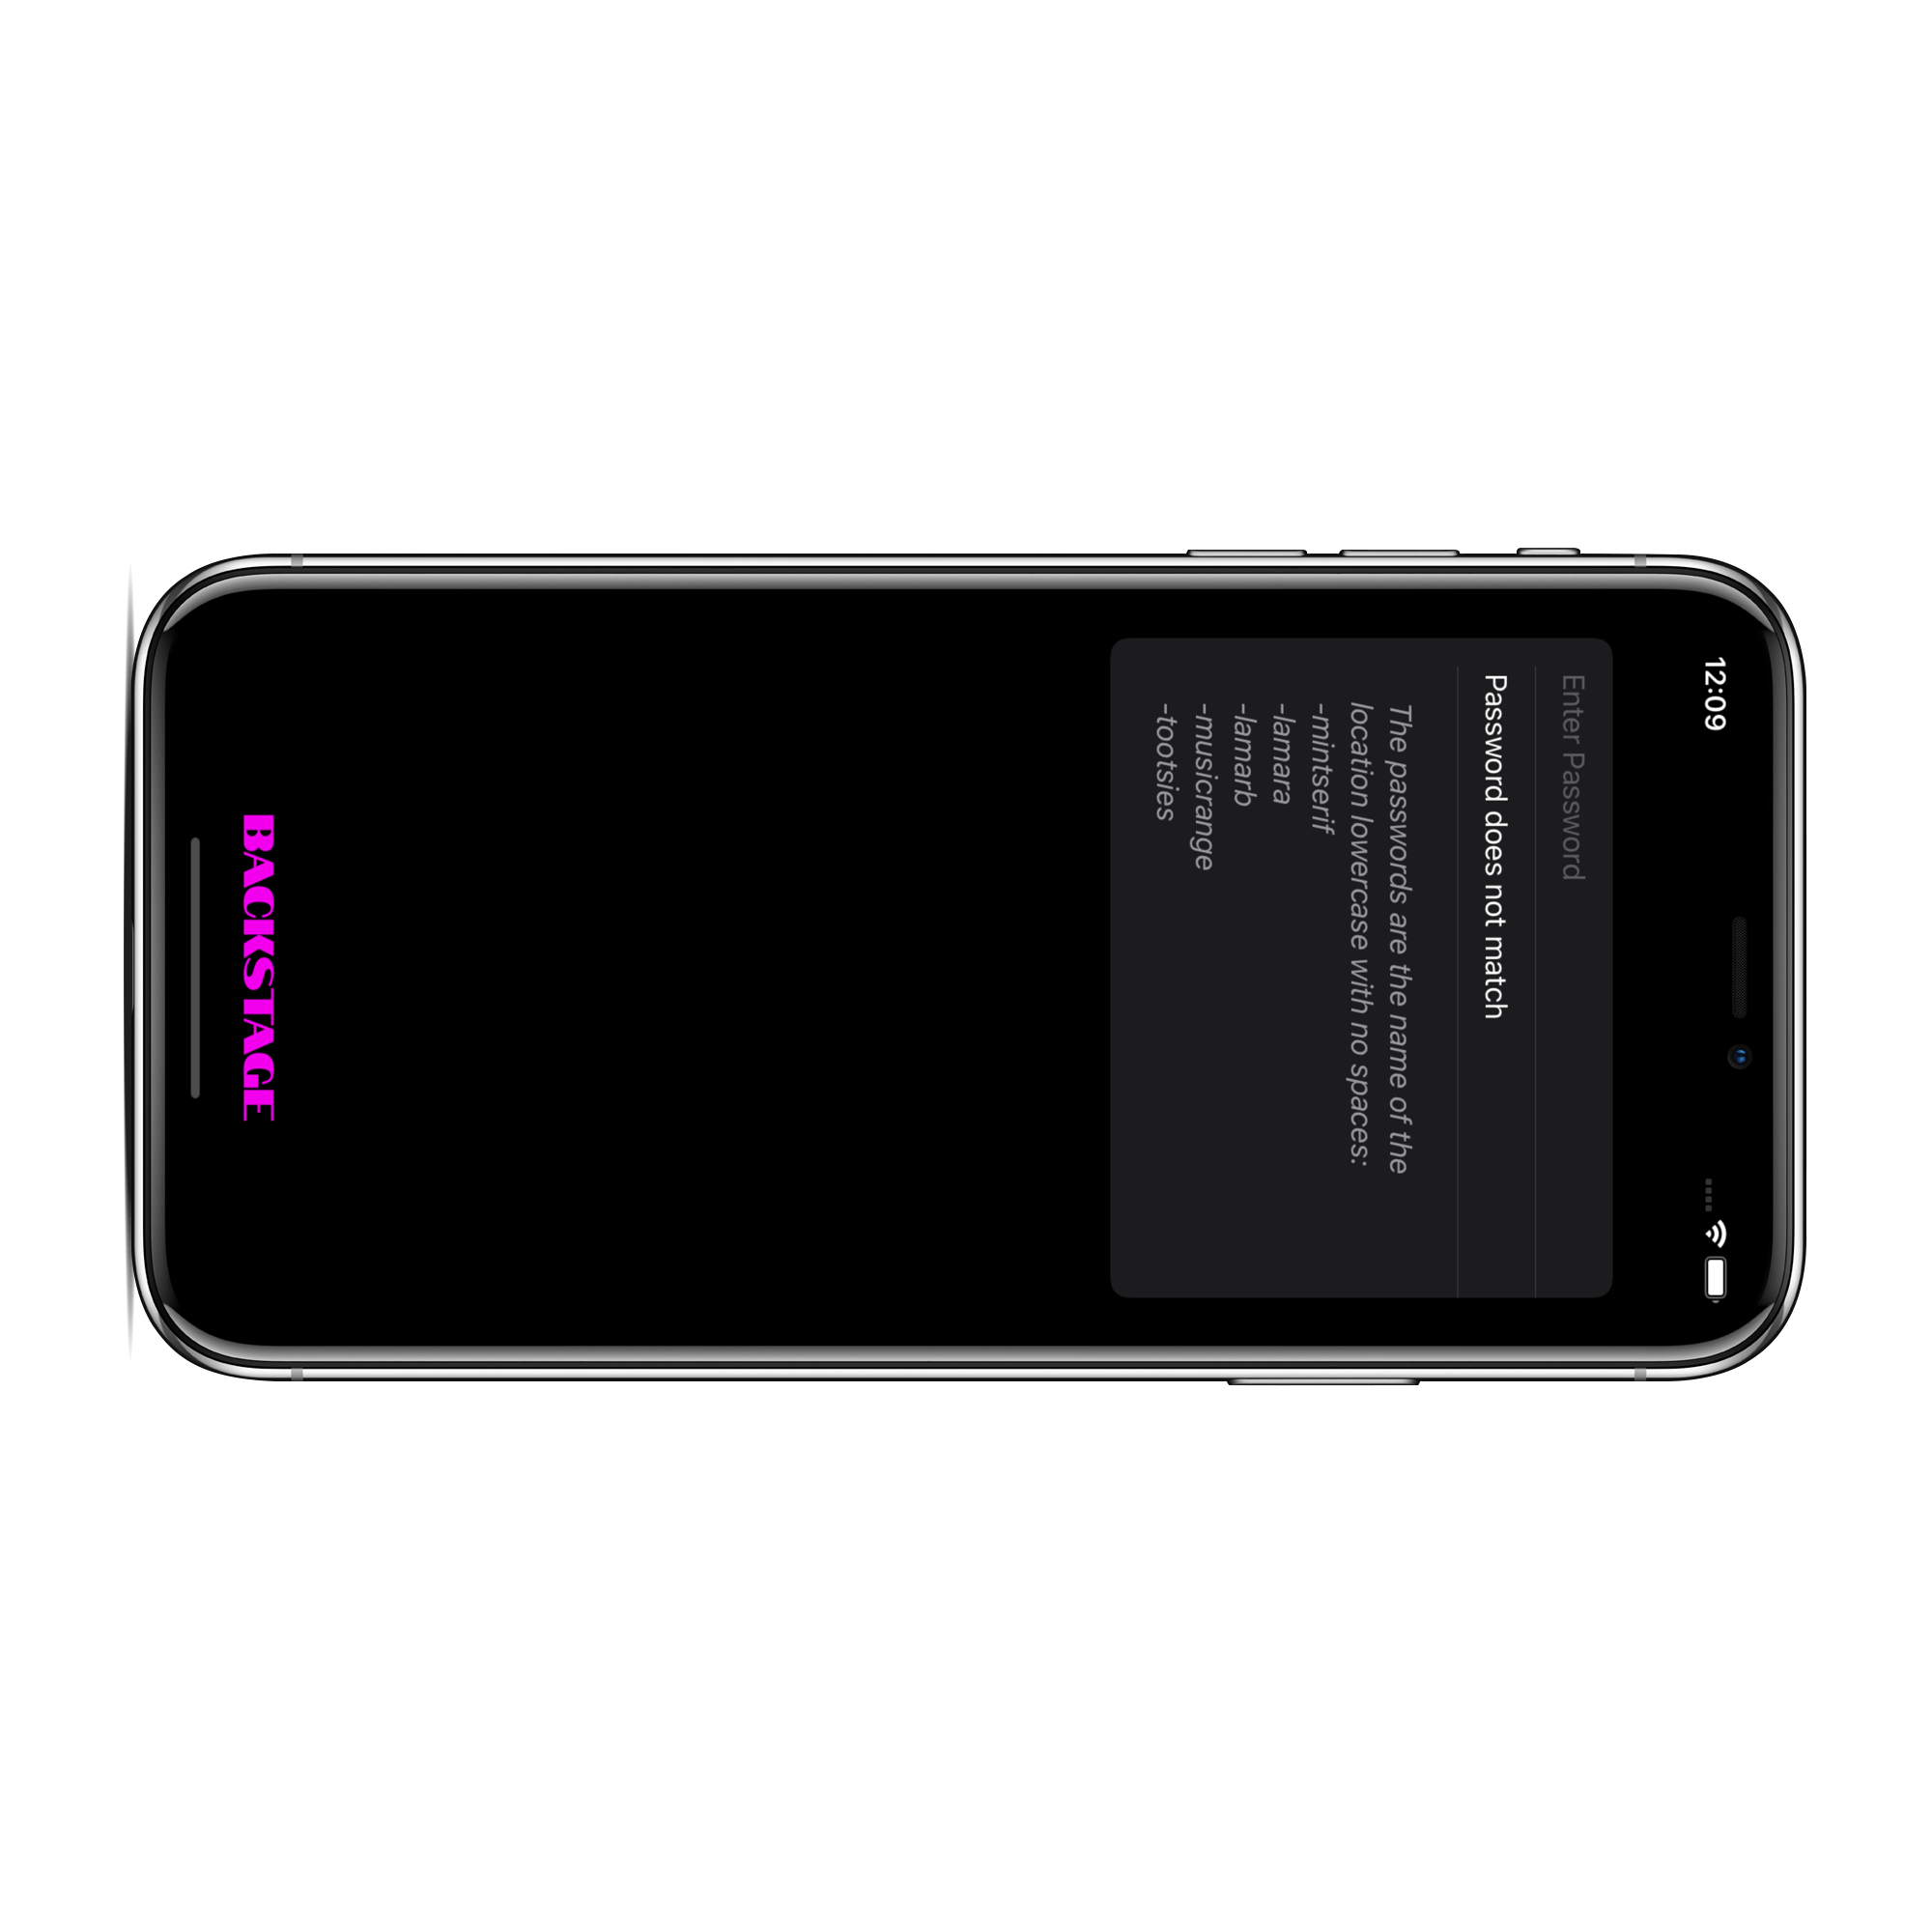 12:09
Enter Password
Password does not match
The passwords are the name of the
location lowercase with no spaces:
-mintserif
-lamara
-lamarb
-musicrange
-tootsies
BACKSTAGE